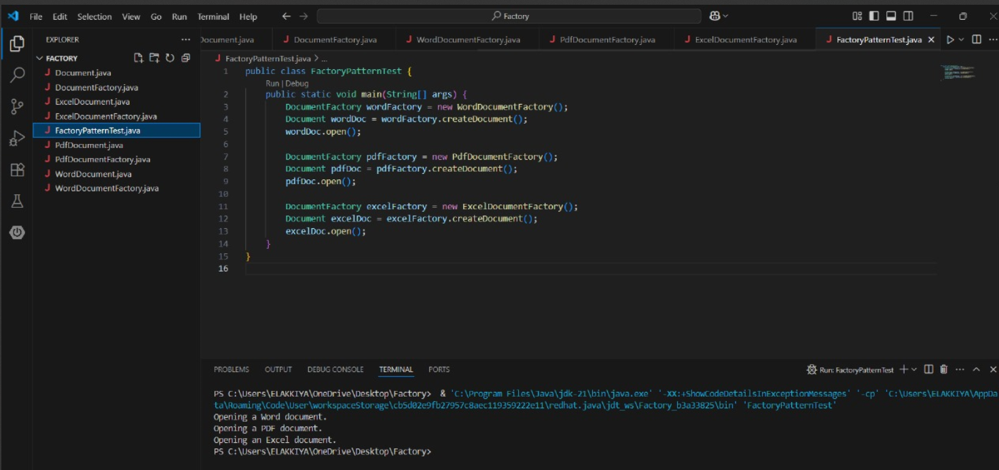 File Edit Selection View Go Run Terminal Help
Factory
EXPLORER
Document.java
DocumentFactory.java
WordDocumentFactory.java
PdfDocumentFactory.java
ExcelDocumentFactory.java
FactoryPatternTest.java
FACTORY
Document.java
DocumentFactory.java
ExcelDocument.java
ExcelDocumentFactory.java
FactoryPatternTest.java
PdfDocument.java
PdfDocumentFactory.java
WordDocument.java
WordDocumentFactory.java
FactoryPatternTest.java > ...
1 public class FactoryPatternTest {
Run | Debug
2 public static void main(String[] args) {
3 DocumentFactory wordFactory = new WordDocumentFactory();
4 Document wordDoc = wordFactory.createDocument();
5 wordDoc.open();
6
7 DocumentFactory pdfFactory = new PdfDocumentFactory();
8 Document pdfDoc = pdfFactory.createDocument();
9 pdfDoc.open();
10
11 DocumentFactory excelFactory = new ExcelDocumentFactory();
12 Document excelDoc = excelFactory.createDocument();
13 excelDoc.open();
14 }
15 }
16
PROBLEMS OUTPUT DEBUG CONSOLE TERMINAL PORTS
Run: FactoryPatternTest
PS C:\Users\ELAKKIYA\OneDrive\Desktop\Factory> & 'C:\Program Files\Java\jdk-21\bin\java.exe' '-XX:+ShowCodeDetailsInExceptionMessages' '-cp' 'C:\Users\ELAKKIYA\AppDa
ta\Roaming\Code\User\workspaceStorage\cb5d02e9fb27957c8aec119359222e11\redhat.java\jdt_ws\Factory_b3a33825\bin' 'FactoryPatternTest'
Opening a Word document.
Opening a PDF document.
Opening an Excel document.
PS C:\Users\ELAKKIYA\OneDrive\Desktop\Factory>